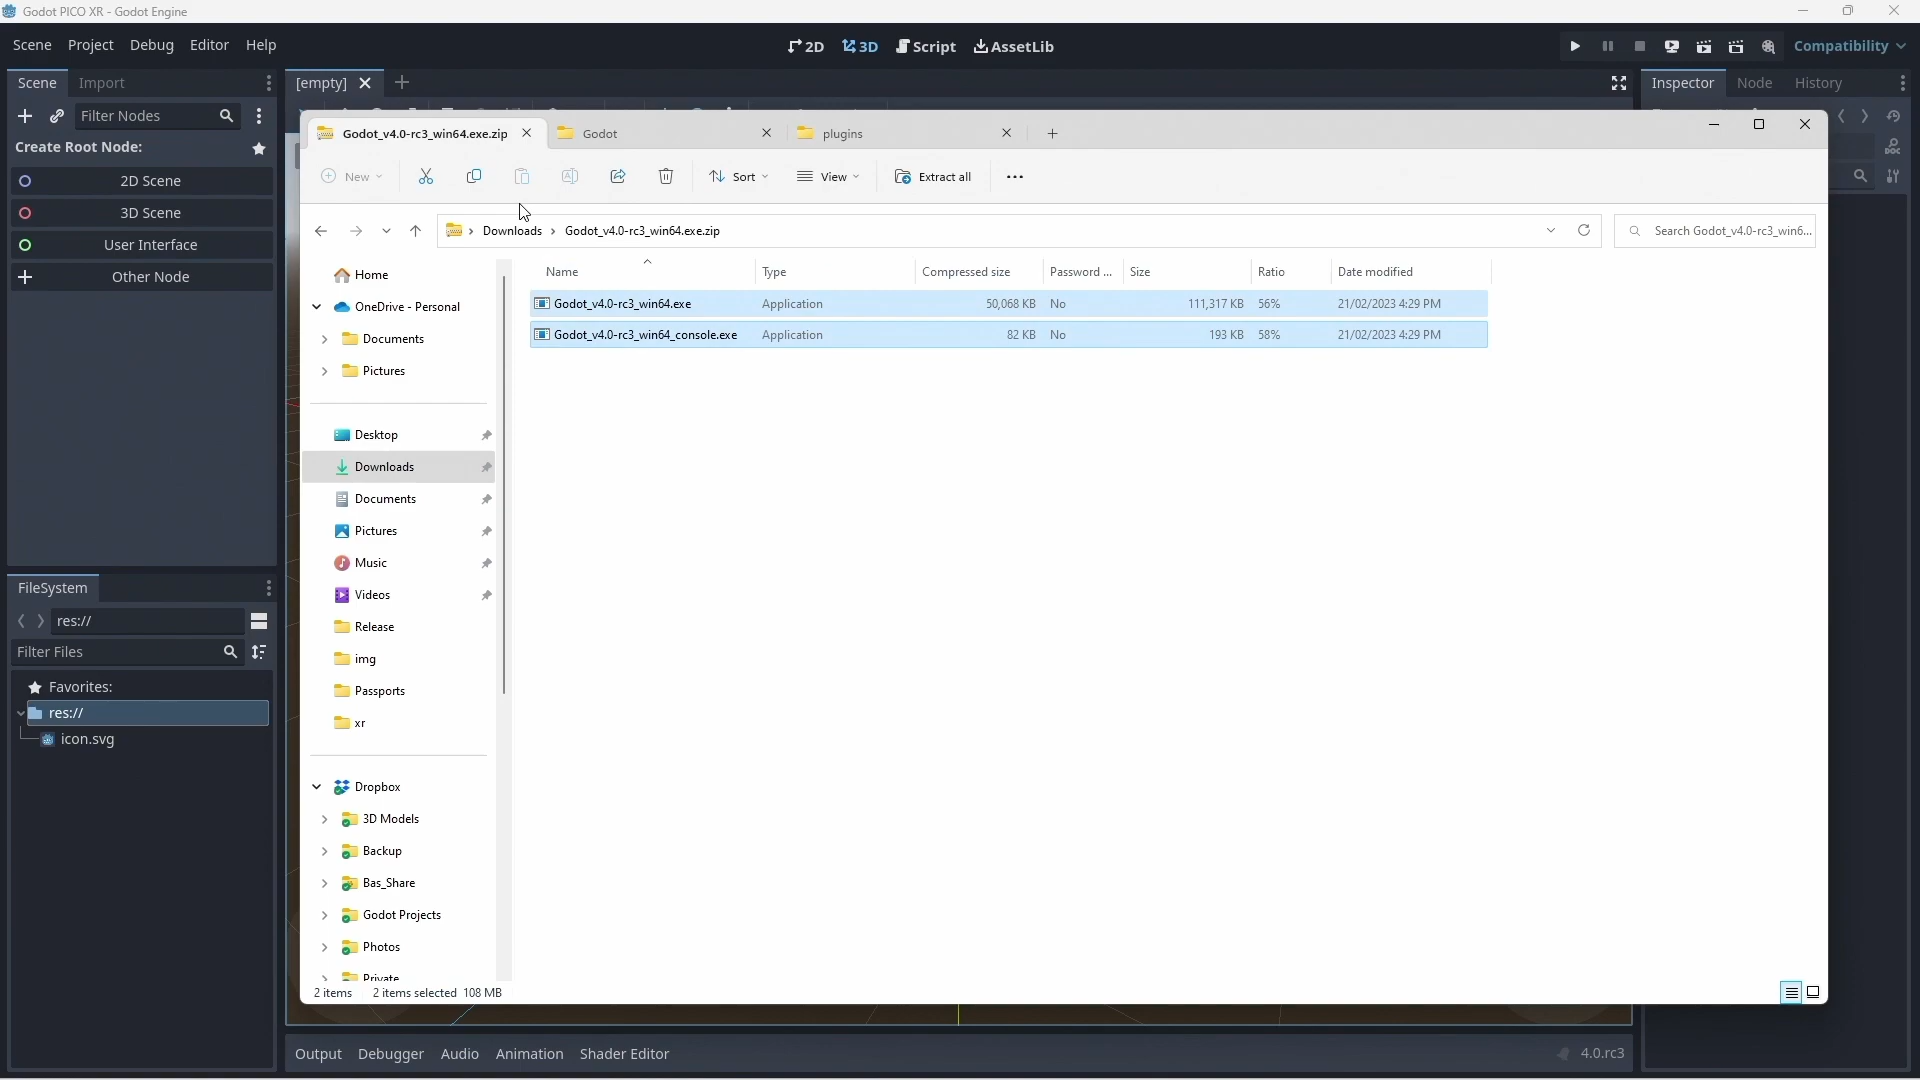 Godot PICO XR - Godot Engine
Scene Project Debug Editor Help
2D 3D Script AssetLib
Compatibility
Scene Import
[empty]
Inspector Node History
Filter Nodes
Create Root Node:
2D Scene
3D Scene
User Interface
Other Node
Godot_v4.0-rc3_win64.exe.zip
Godot
plugins
New
Sort
View
Extract all
Downloads > Godot_v4.0-rc3_win64.exe.zip
Search Godot_v4.0-rc3_win6...
Name Type Compressed size Password ... Size Ratio Date modified
Godot_v4.0-rc3_win64.exe Application 50,068 KB No 111,317 KB 56% 21/02/2023 4:29 PM
Godot_v4.0-rc3_win64_console.exe Application 82 KB No 193 KB 58% 21/02/2023 4:29 PM
Home
OneDrive - Personal
Documents
Pictures
Desktop
Downloads
Documents
Pictures
Music
Videos
Release
img
Passports
xr
Dropbox
3D Models
Backup
Bas_Share
Godot Projects
Photos
Private
2 items 2 items selected 108 MB
FileSystem
res://
Filter Files
Favorites:
res://
icon.svg
Output Debugger Audio Animation Shader Editor
4.0.rc3
DOC